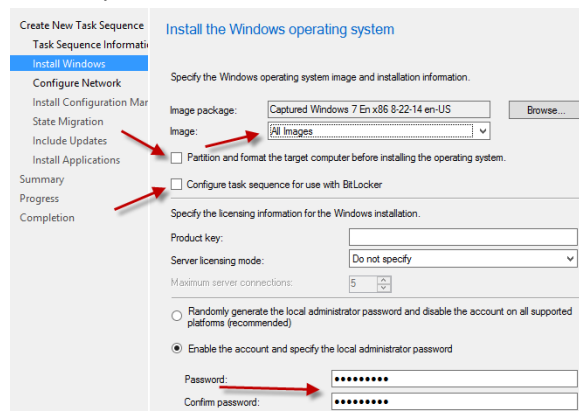 Create New Task Sequence
Task Sequence Informati
Install Windows
Configure Network
Install Configuration Mar
State Migration
Include Updates
Install Applications
Summary
Progress
Completion
Install the Windows operating system
Specify the Windows operating system image and installation information.
Image package: Captured Windows 7 En x86 8-22-14 en-US Browse...
Image: All Images
Partition and format the target computer before installing the operating system.
Configure task sequence for use with BitLocker
Specify the licensing information for the Windows installation.
Product key:
Server licensing mode: Do not specify
Maximum server connections: 5
Randomly generate the local administrator password and disable the account on all supported
platforms (recommended)
Enable the account and specify the local administrator password
Password: •••••••••
Confirm password: •••••••••